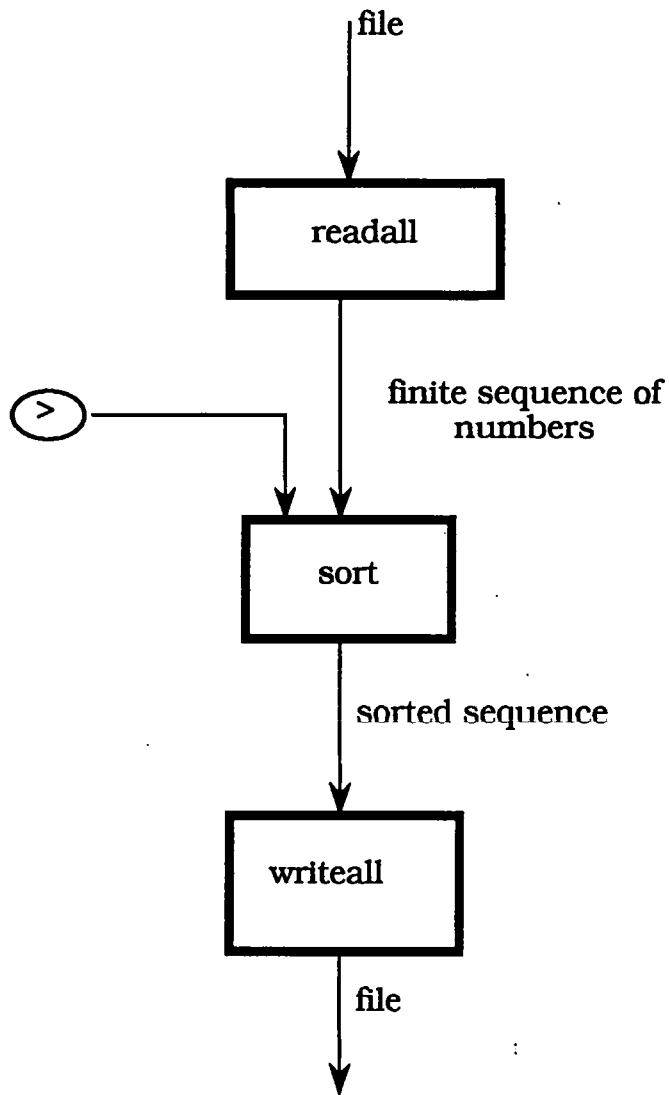 file
readall
finite sequence of
numbers
>
sort
sorted sequence
writeall
file